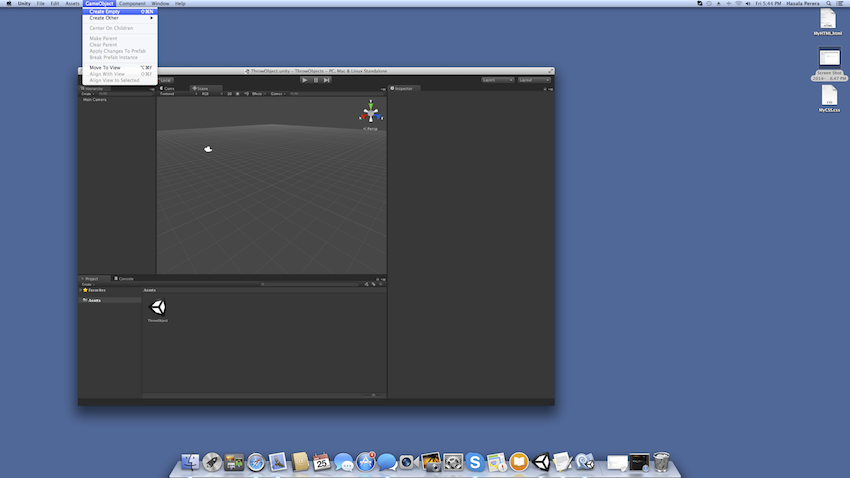 Unity File Edit Assets GameObject Component Window Help
Fri 5:44 PM Hasala Perera
Create Empty ⇧⌘N
Create Other
Center On Children
Make Parent
Clear Parent
Apply Changes To Prefab
Break Prefab Instance
Move To View ⌥⌘F
Align With View ⇧⌘F
Align View to Selected
MyHTML.html
Screen Shot
MyCSS.css
ThrowObject.unity - ThrowObjects - PC, Mac & Linux Standalone
Local
Layers
Layout
Hierarchy
Game
Scene
Inspector
Create
Textured
RGB
2D
Effects
Gizmos
Main Camera
Persp
Project
Console
Create
Favorites
Assets
Assets
ThrowObject
25